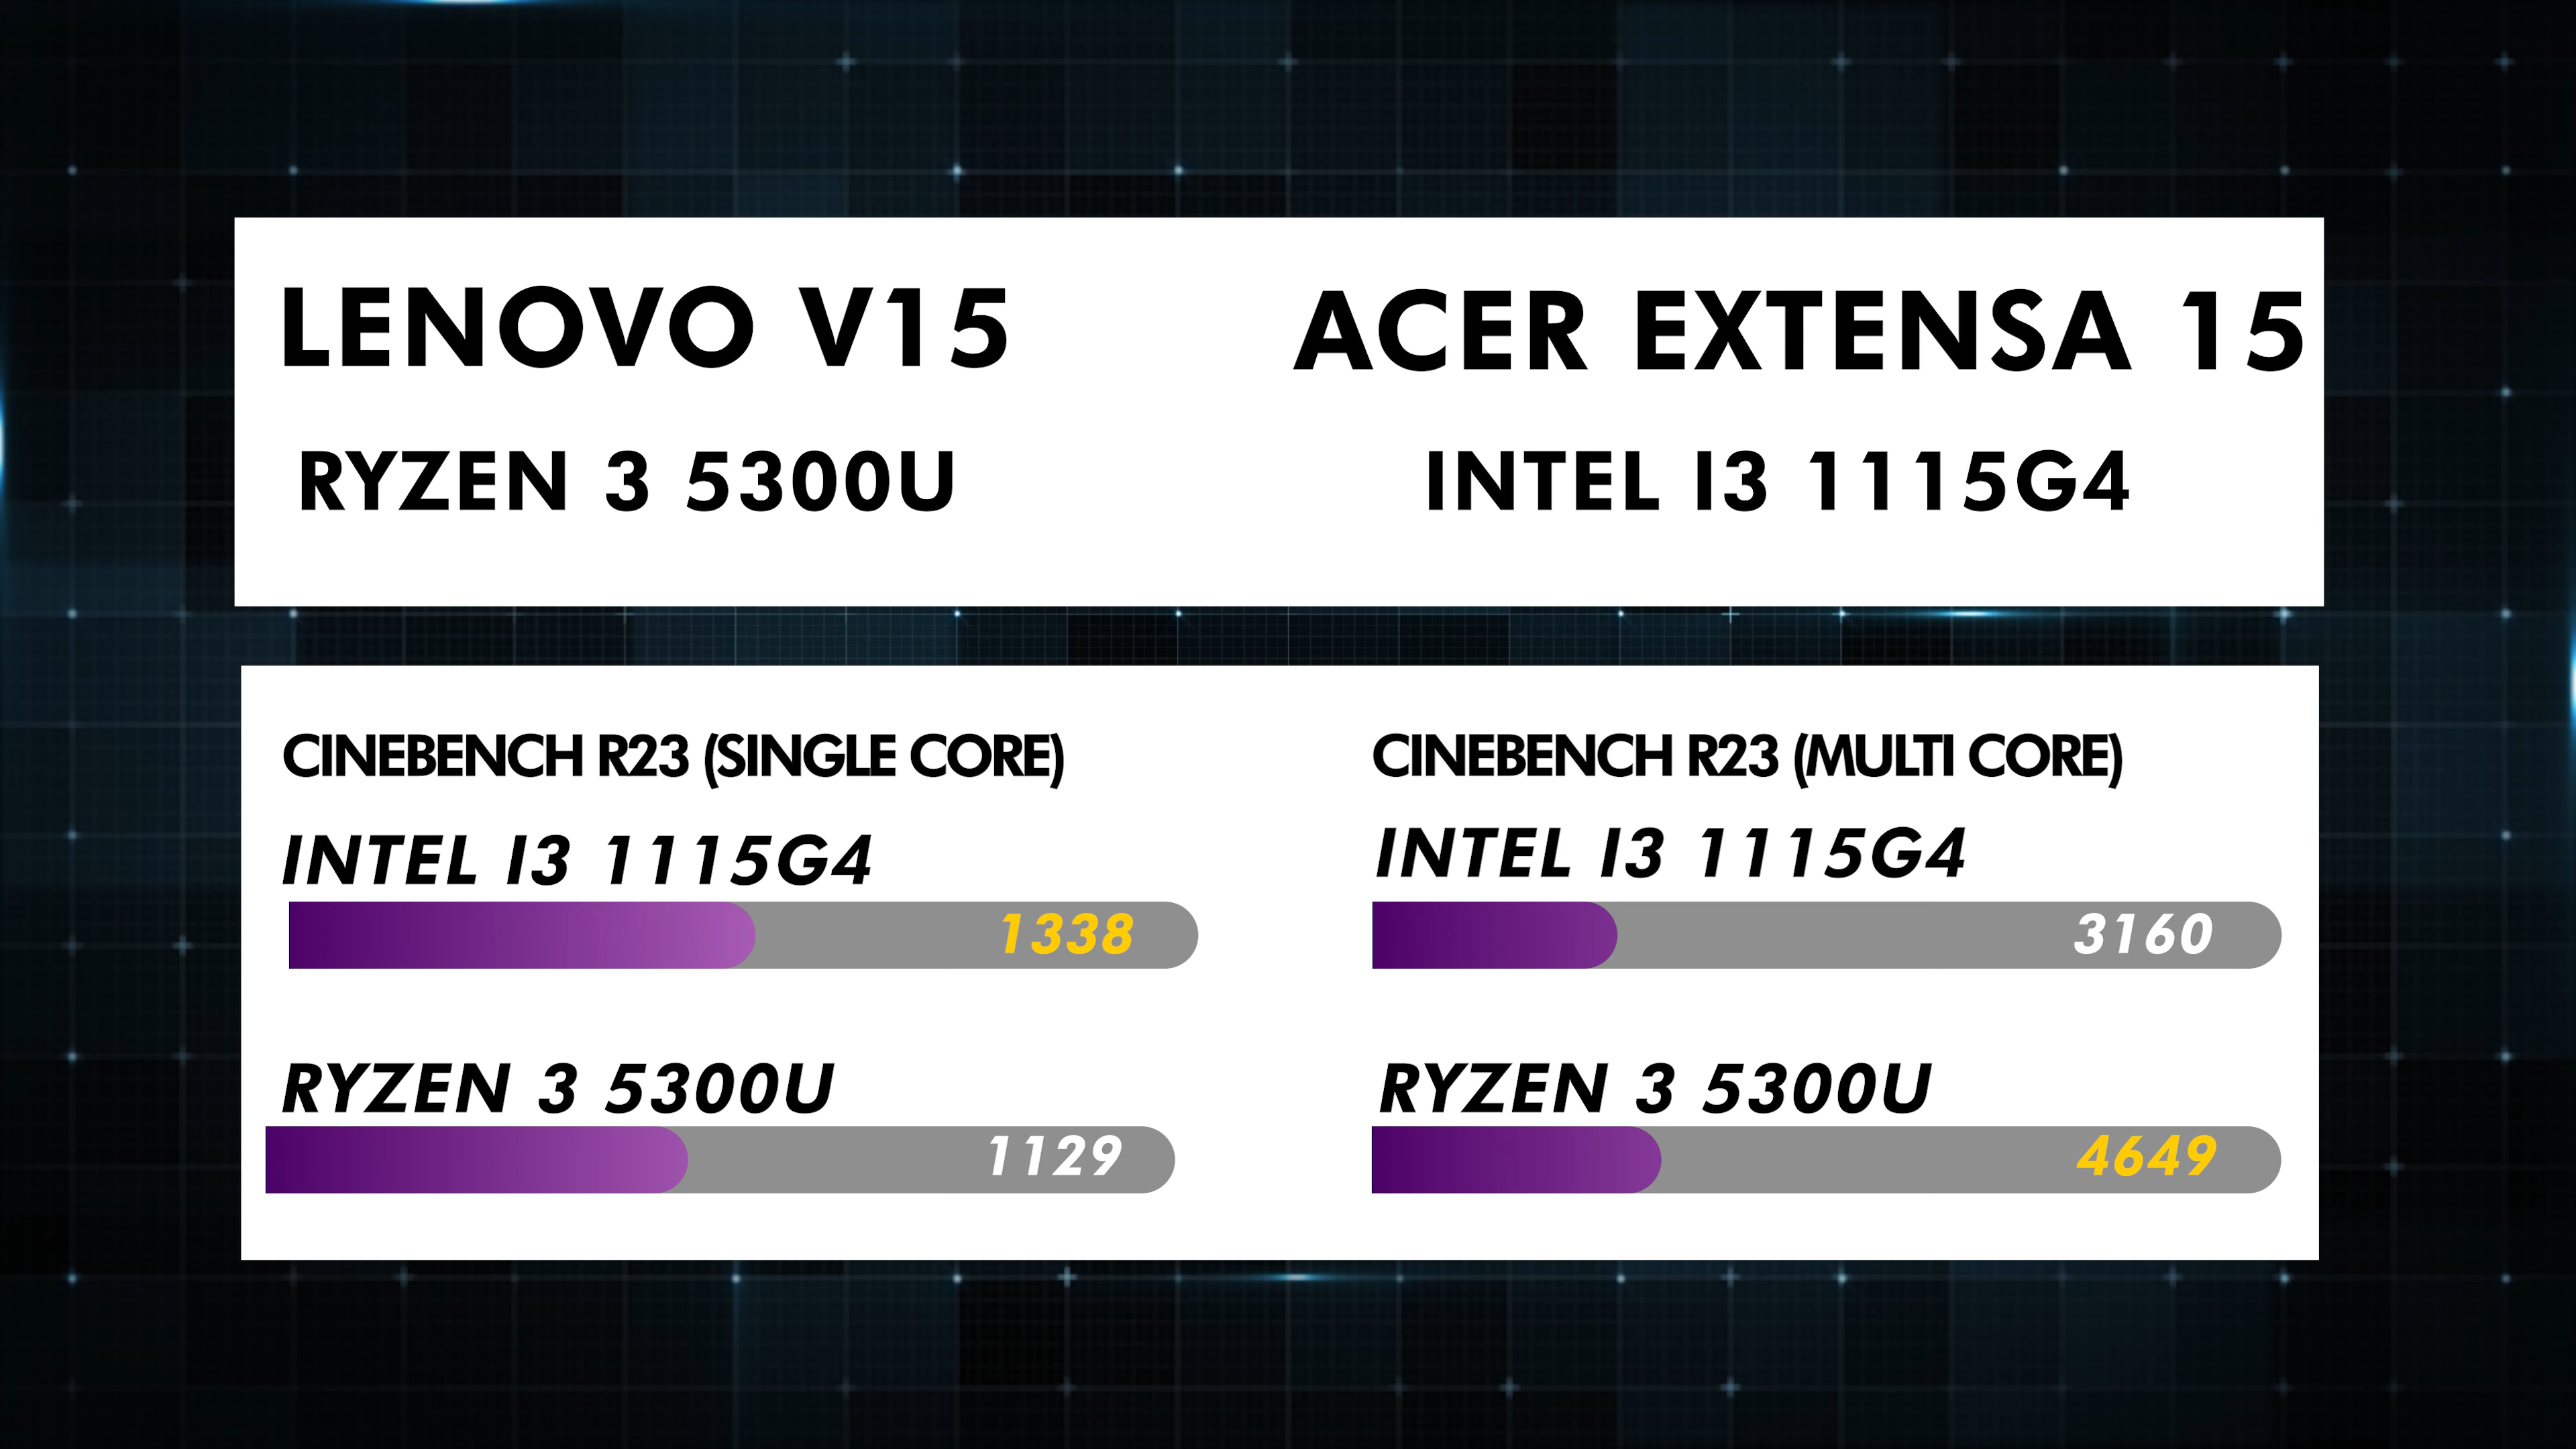 LENOVO V15
RYZEN 3 5300U
ACER EXTENSA 15
INTEL I3 1115G4
CINEBENCH R23 (SINGLE CORE)
INTEL I3 1115G4
1338
RYZEN 3 5300U
1129
CINEBENCH R23 (MULTI CORE)
INTEL I3 1115G4
3160
RYZEN 3 5300U
4649